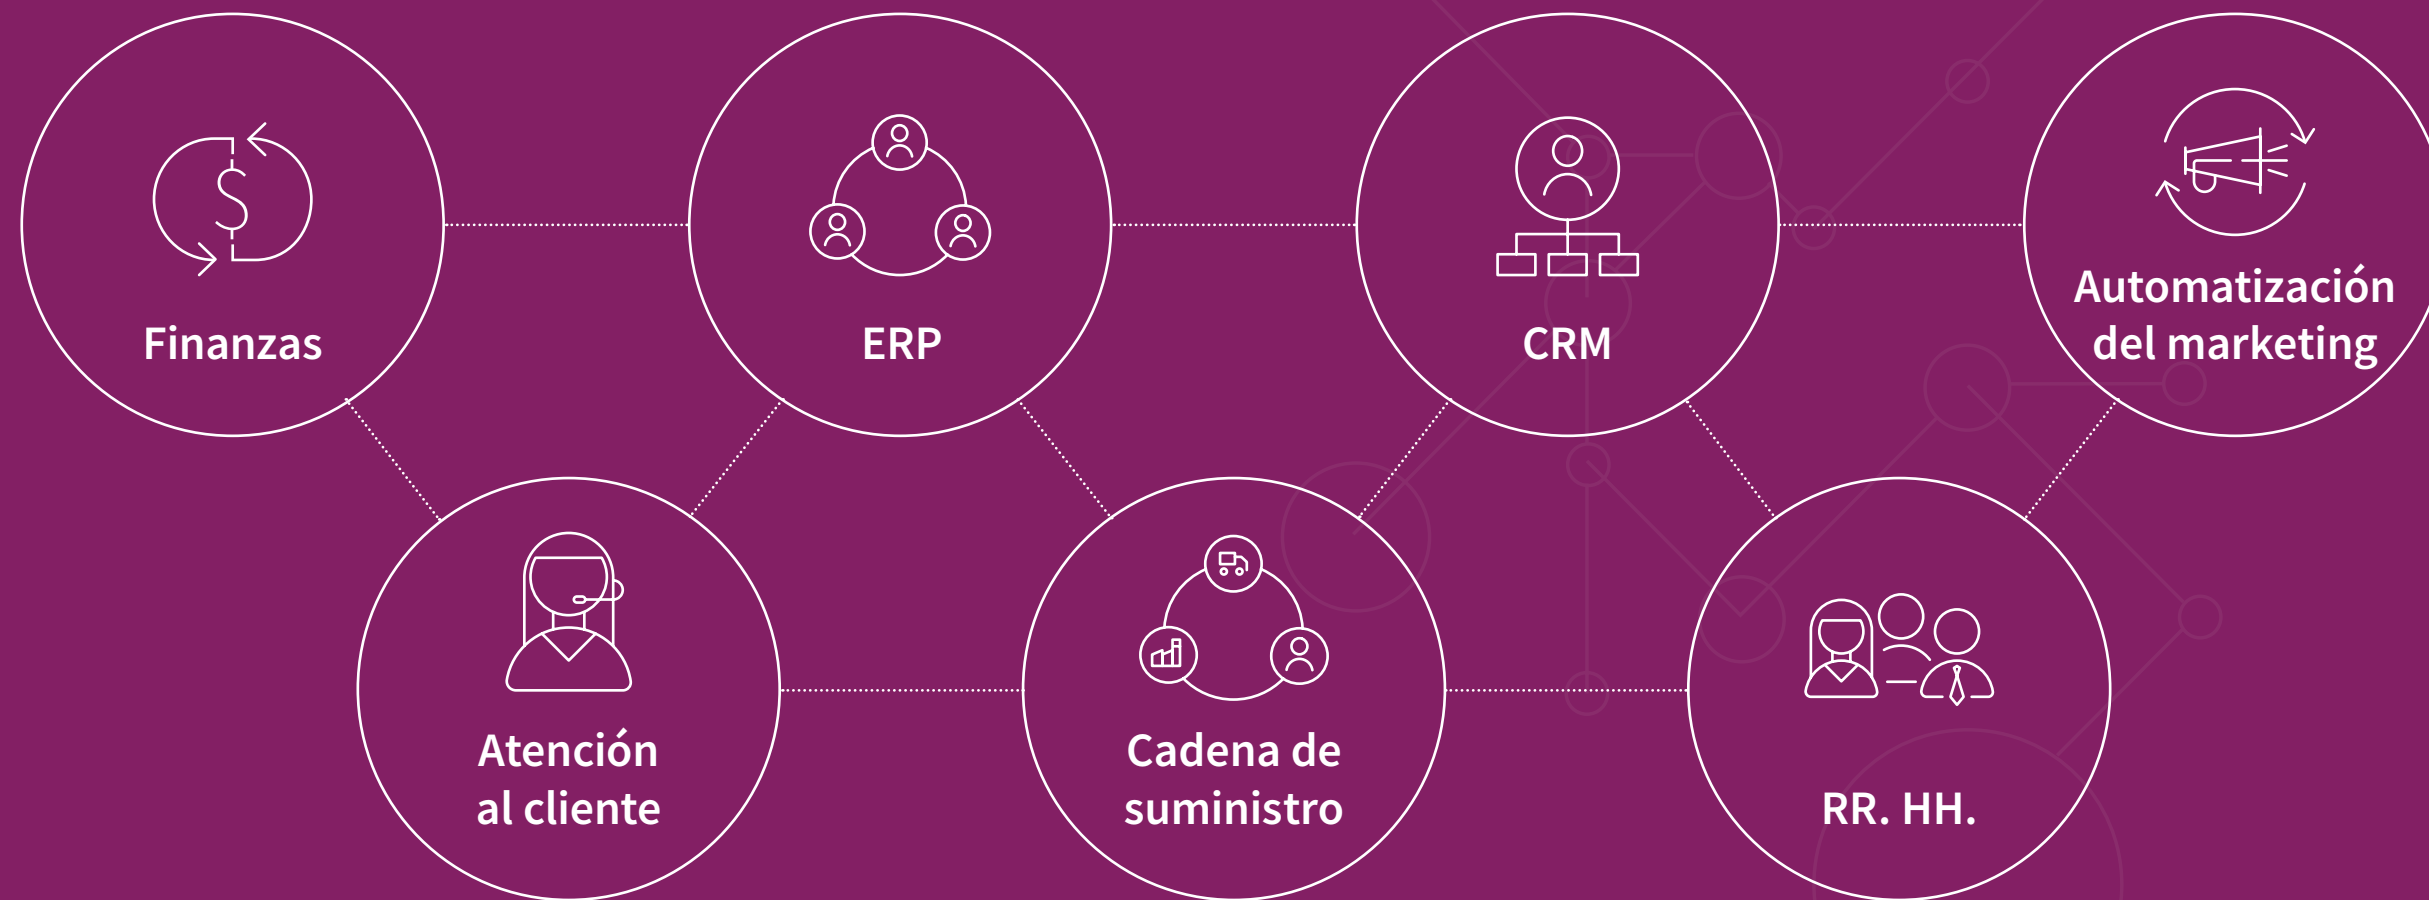 Finanzas
ERP
CRM
Automatización
del marketing
Atención
al cliente
Cadena de
suministro
RR. HH.